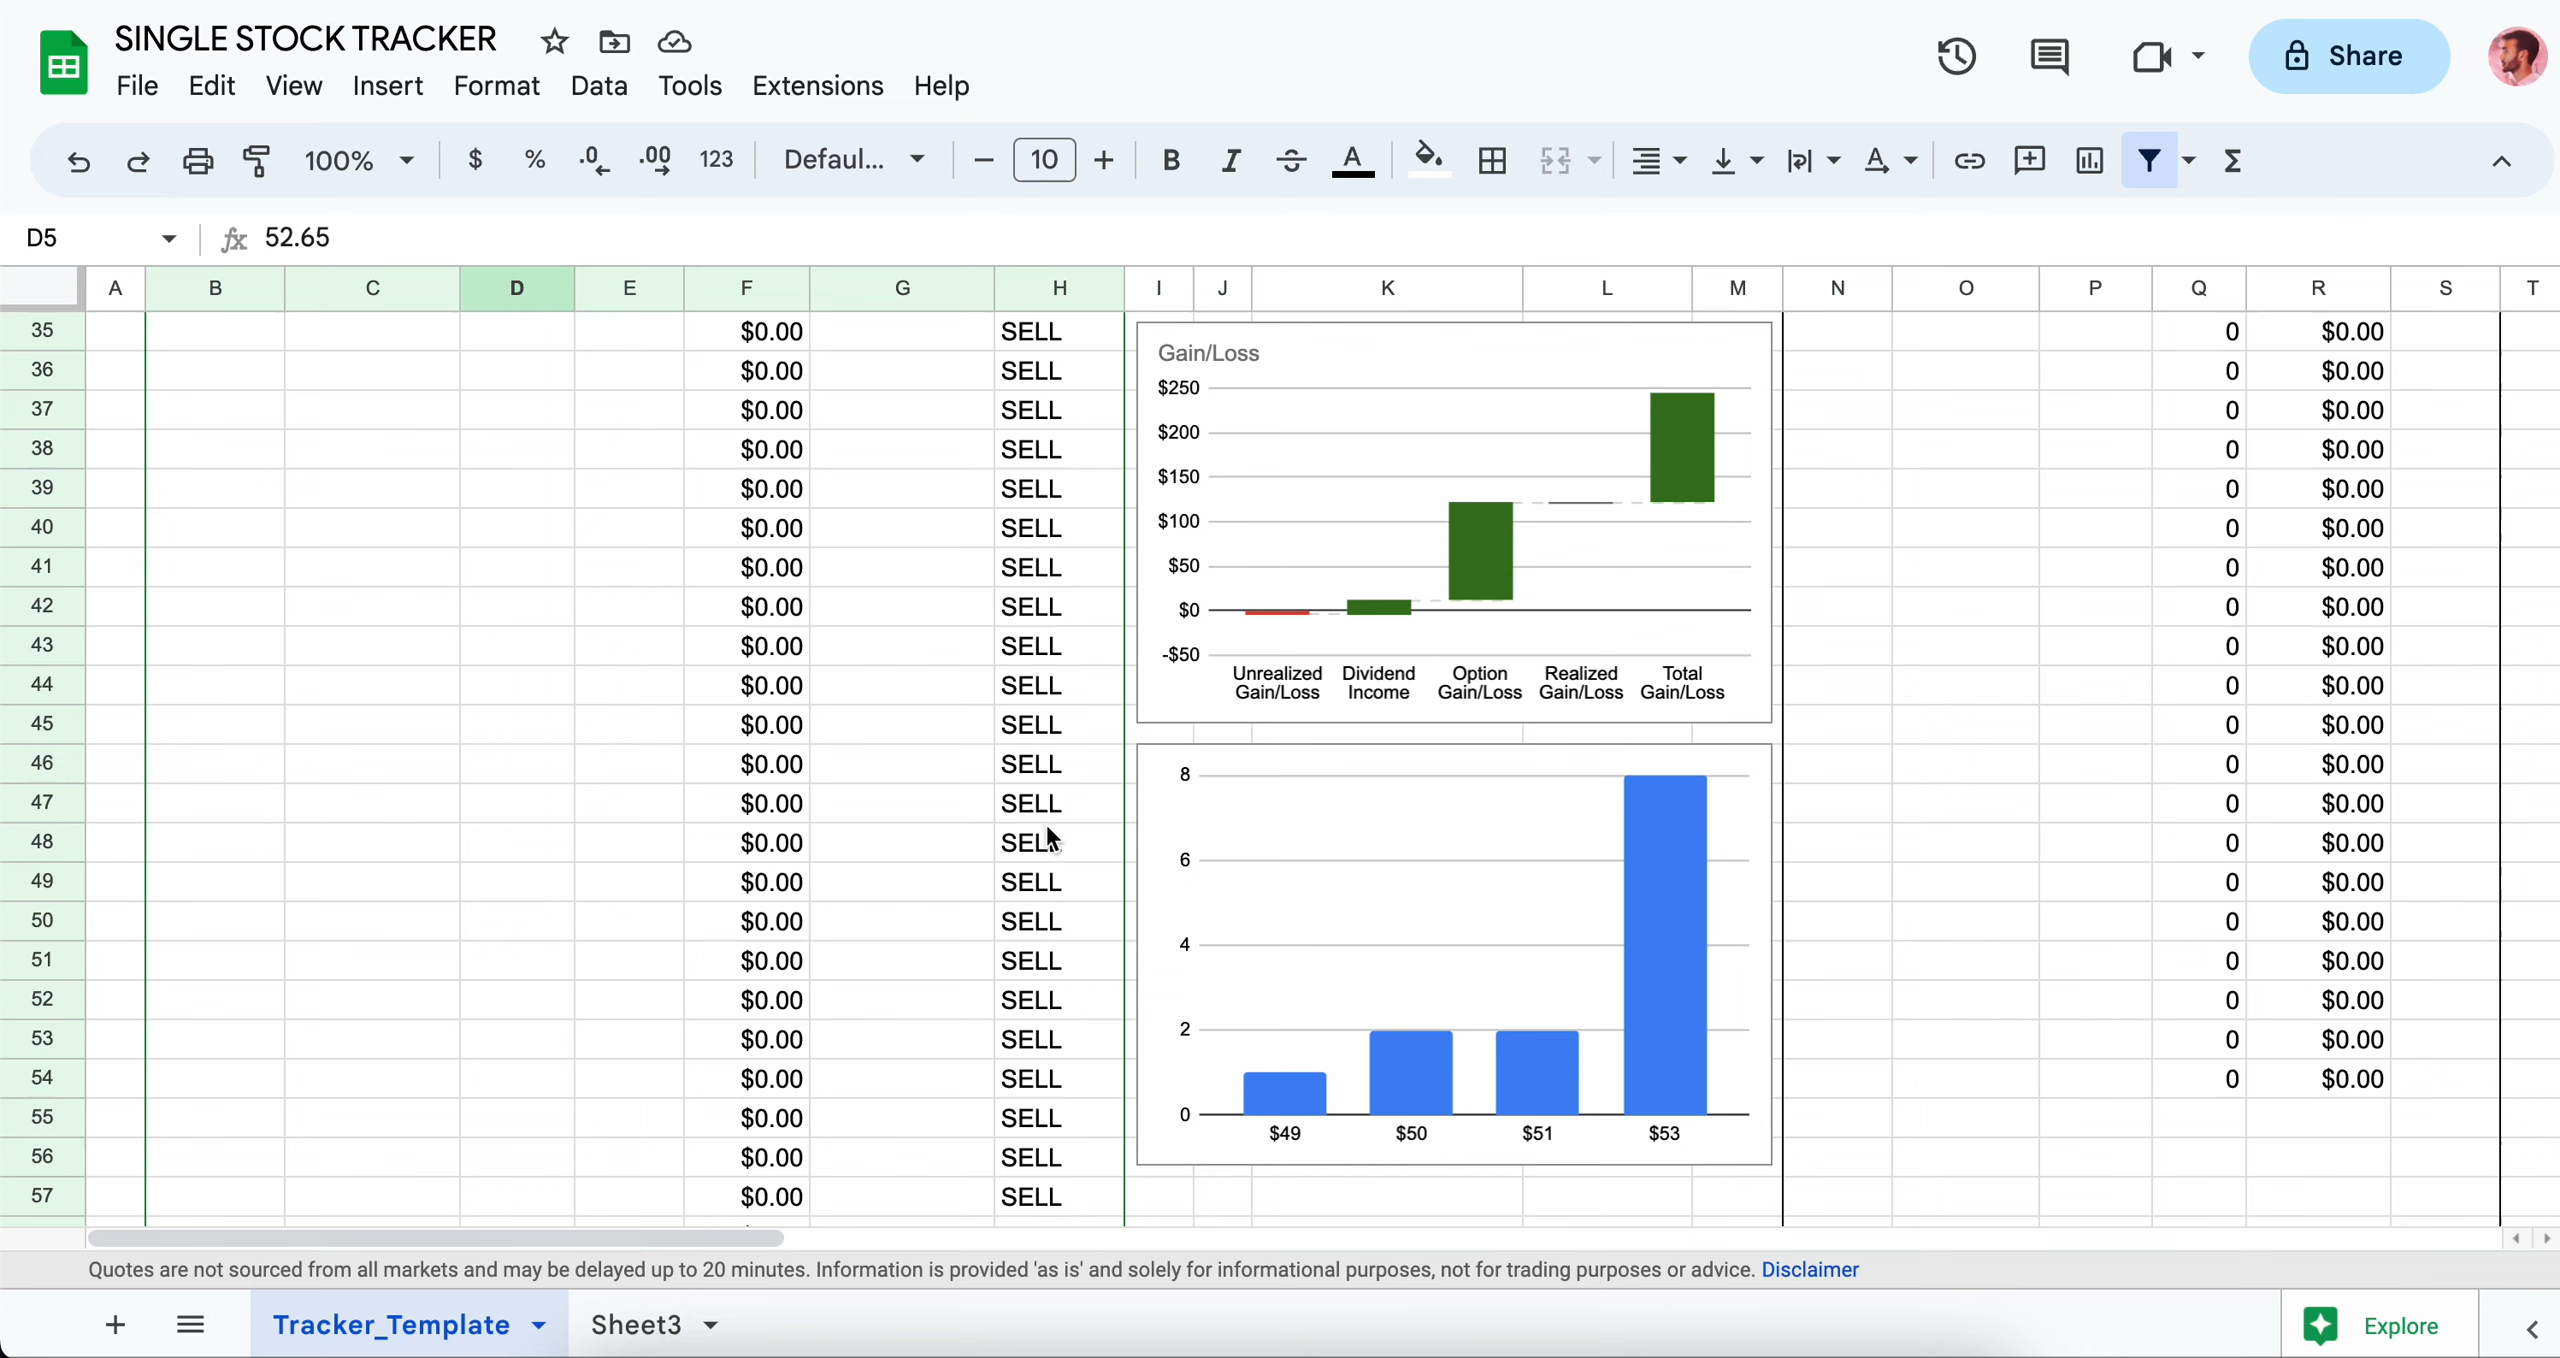 SINGLE STOCK TRACKER
File Edit View Insert Format Data Tools Extensions Help
Share
100% $ % .0 .00 123 Defaul... 10 B I S A
D5 fx 52.65
A B C D E F G H I J K L M N O P Q R S T
35 $0.00 SELL 0 $0.00
36 $0.00 SELL 0 $0.00
37 $0.00 SELL 0 $0.00
38 $0.00 SELL 0 $0.00
39 $0.00 SELL 0 $0.00
40 $0.00 SELL 0 $0.00
41 $0.00 SELL 0 $0.00
42 $0.00 SELL 0 $0.00
43 $0.00 SELL 0 $0.00
44 $0.00 SELL 0 $0.00
45 $0.00 SELL 0 $0.00
46 $0.00 SELL 0 $0.00
47 $0.00 SELL 0 $0.00
48 $0.00 SELL 0 $0.00
49 $0.00 SELL 0 $0.00
50 $0.00 SELL 0 $0.00
51 $0.00 SELL 0 $0.00
52 $0.00 SELL 0 $0.00
53 $0.00 SELL 0 $0.00
54 $0.00 SELL 0 $0.00
55 $0.00 SELL
56 $0.00 SELL
57 $0.00 SELL
Gain/Loss
$250
$200
$150
$100
$50
$0
-$50
Unrealized Dividend Option Realized Total
Gain/Loss Income Gain/Loss Gain/Loss Gain/Loss
8
6
4
2
0
$49 $50 $51 $53
Quotes are not sourced from all markets and may be delayed up to 20 minutes. Information is provided 'as is' and solely for informational purposes, not for trading purposes or advice. Disclaimer
Tracker_Template Sheet3 Explore